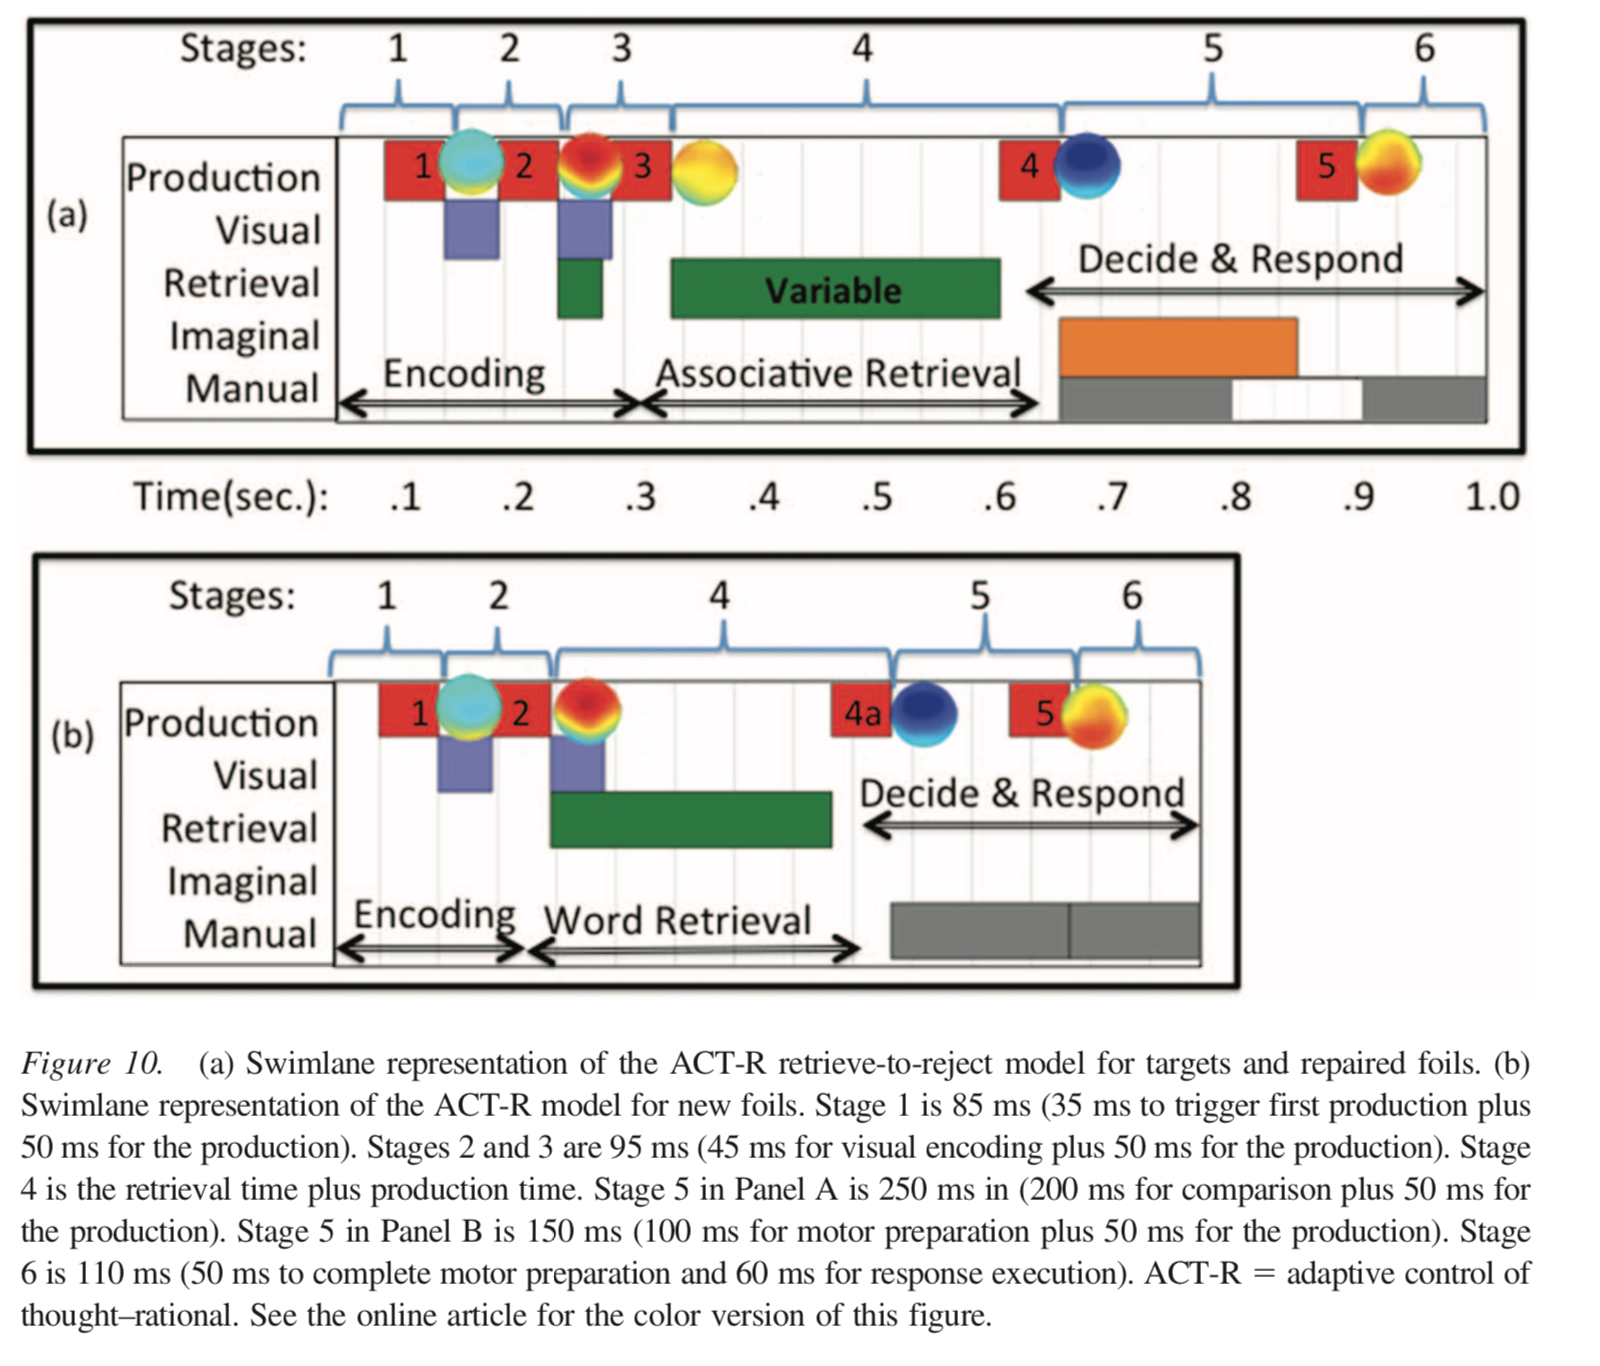 Stages: 1 2 3 4 5 6
(a)
Production 1 2 3 4 5
Visual
Retrieval Variable Decide & Respond
Imaginal
Manual Encoding Associative Retrieval
Time(sec.): .1 .2 .3 .4 .5 .6 .7 .8 .9 1.0
Stages: 1 2 4 5 6
(b)
Production 1 2 4a 5
Visual
Retrieval Decide & Respond
Imaginal
Manual Encoding Word Retrieval
Figure 10. (a) Swimlane representation of the ACT-R retrieve-to-reject model for targets and repaired foils. (b)
Swimlane representation of the ACT-R model for new foils. Stage 1 is 85 ms (35 ms to trigger first production plus
50 ms for the production). Stages 2 and 3 are 95 ms (45 ms for visual encoding plus 50 ms for the production). Stage
4 is the retrieval time plus production time. Stage 5 in Panel A is 250 ms in (200 ms for comparison plus 50 ms for
the production). Stage 5 in Panel B is 150 ms (100 ms for motor preparation plus 50 ms for the production). Stage
6 is 110 ms (50 ms to complete motor preparation and 60 ms for response execution). ACT-R = adaptive control of
thought–rational. See the online article for the color version of this figure.